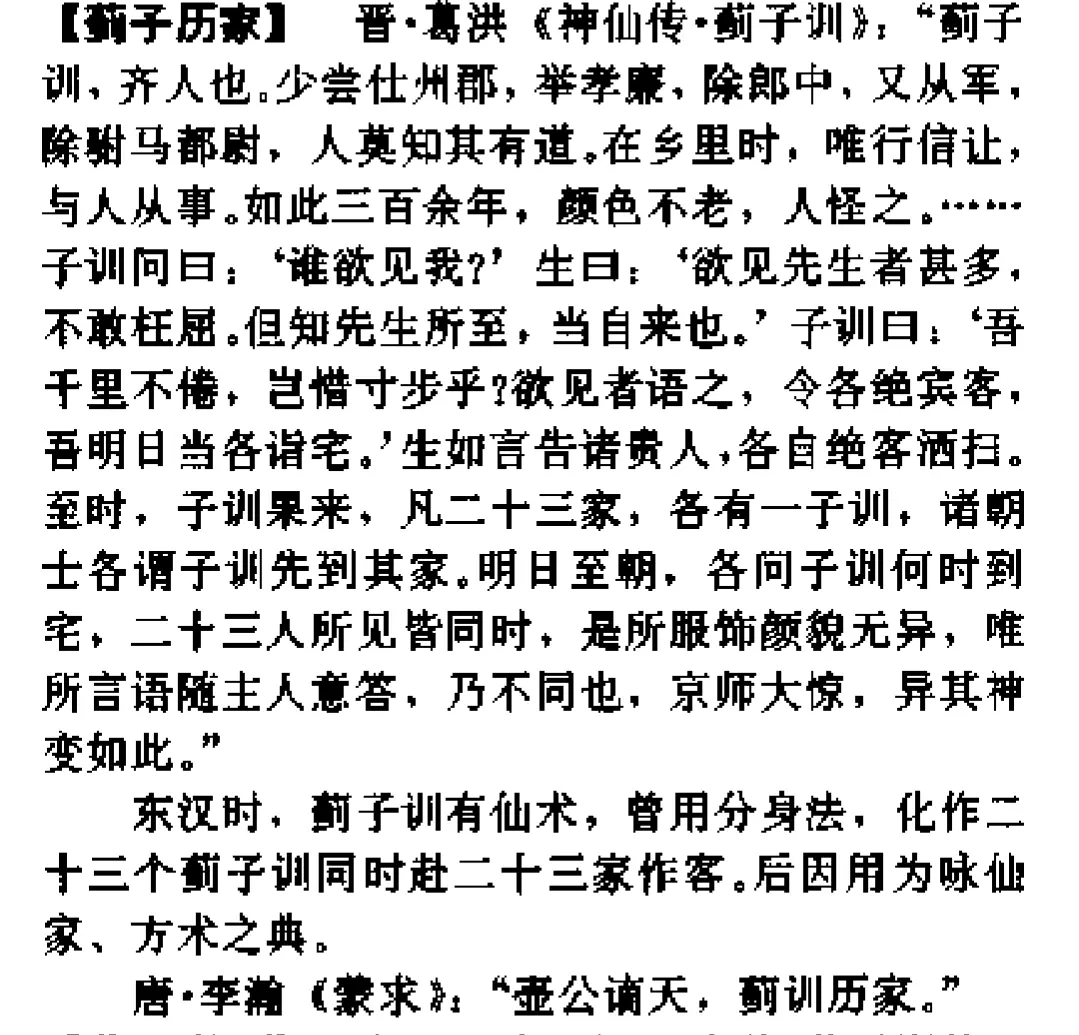 【蓟子历家】 晋·葛洪《神仙传·蓟子训》：“蓟子
训，齐人也。少尝仕州郡，举孝廉，除郎中，又从军，
除驸马都尉，人莫知其有道。在乡里时，唯行信让，
与人从事。如此三百余年，颜色不老，人怪之。……
子训问曰：‘谁欲见我?’生曰：‘欲见先生者甚多，
不敢枉屈。但知先生所至，当自来也。’子训曰：‘吾
千里不倦，岂惜寸步乎?欲见者语之，令各绝宾客，
吾明日当各诣宅。’生如言告诸贵人，各自绝客洒扫。
至时，子训果来，凡二十三家，各有一子训，诸朝
士各谓子训先到其家。明日至朝，各问子训何时到
宅，二十三人所见皆同时，是所服饰颜貌无异，唯
所言语随主人意答，乃不同也，京师大惊，异其神
变如此。”
东汉时，蓟子训有仙术，曾用分身法，化作二
十三个蓟子训同时赴二十三家作客。后因用为咏仙
家、方术之典。
唐·李瀚《蒙求》：“壶公谪天，蓟训历家。”